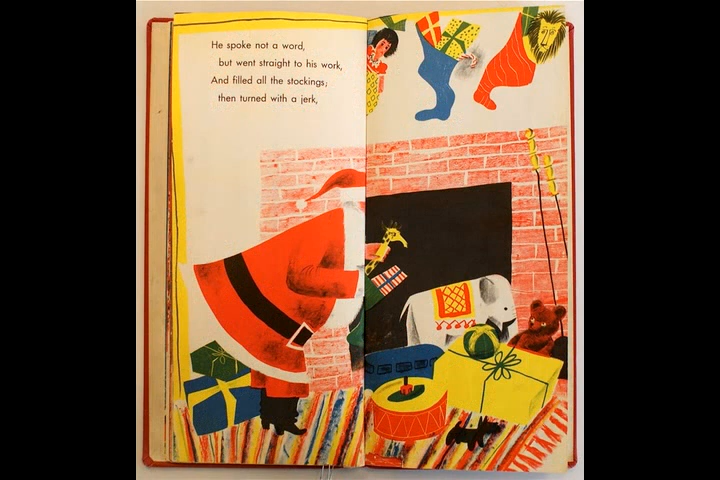 He spoke not a word,
but went straight to his work,
And filled all the stockings;
then turned with a jerk,